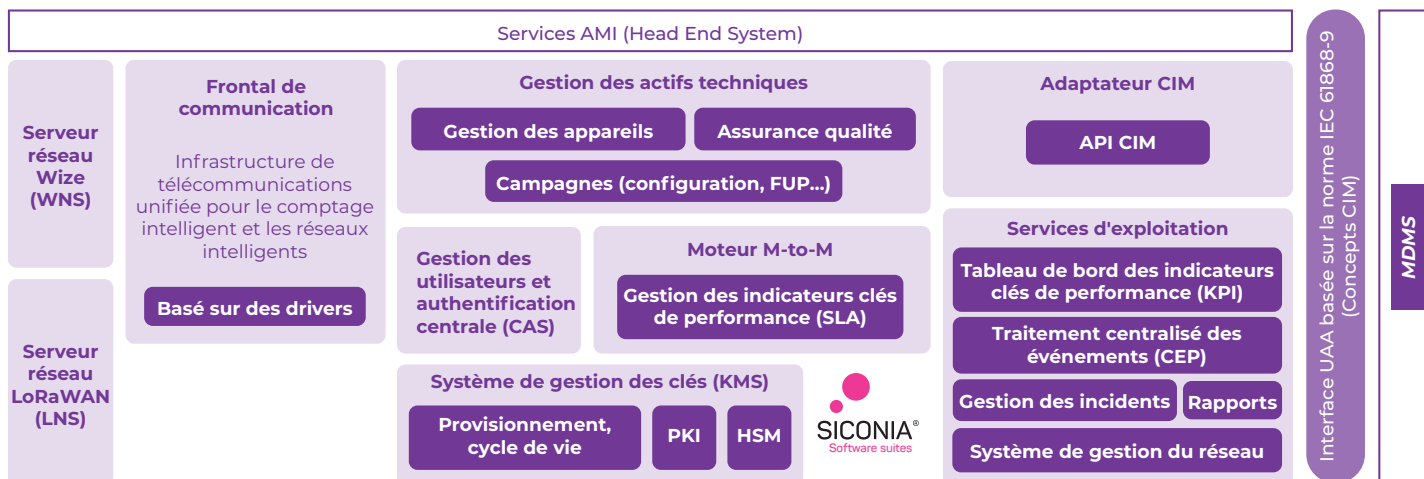 Services AMI (Head End System)
Serveur
réseau
Wize
(WNS)
Serveur
réseau
LoRaWAN
(LNS)
Frontal de
communication
Infrastructure de
télécommunications
unifiée pour le comptage
intelligent et les réseaux
intelligents
Basé sur des drivers
Gestion des actifs techniques
Gestion des appareils
Assurance qualité
Campagnes (configuration, FUP...)
Gestion des
utilisateurs et
authentification
centrale (CAS)
Moteur M-to-M
Gestion des indicateurs clés
de performance (SLA)
Système de gestion des clés (KMS)
Provisionnement,
cycle de vie
PKI
HSM
SICONIA®
Software suites
Adaptateur CIM
API CIM
Services d'exploitation
Tableau de bord des indicateurs
clés de performance (KPI)
Traitement centralisé des
événements (CEP)
Gestion des incidents
Rapports
Système de gestion du réseau
Interface UAA basée sur la norme IEC 61868-9
(Concepts CIM)
MDMS